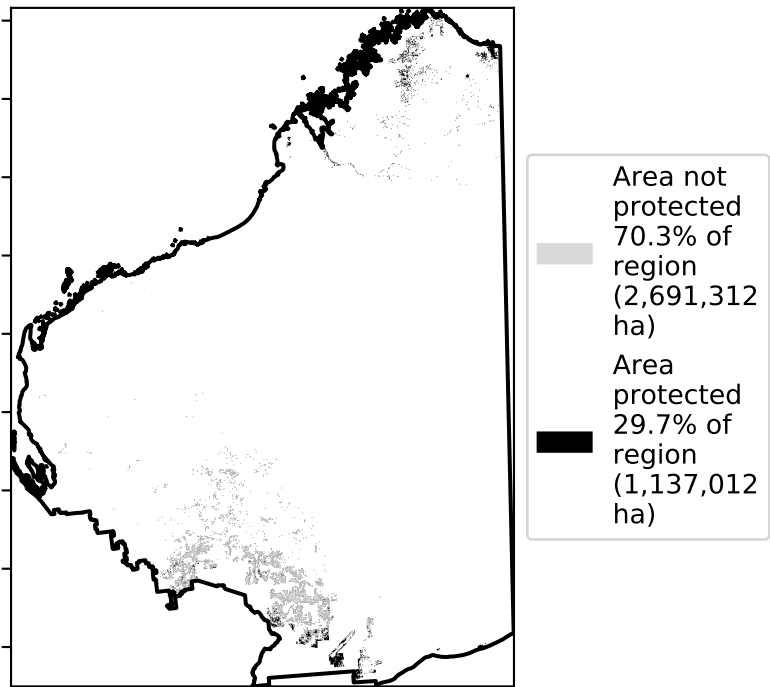 Area not
protected
70.3% of
region
(2,691,312
ha)
Area
protected
29.7% of
region
(1,137,012
ha)